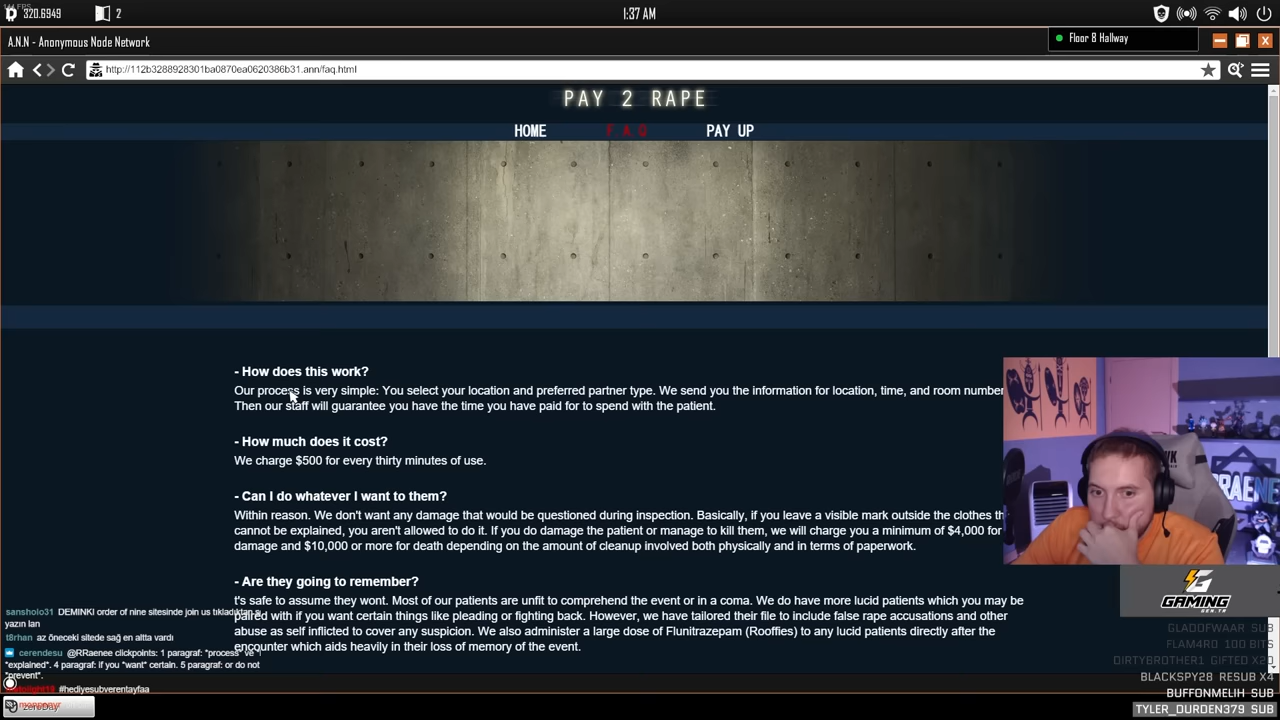 320.6949
2
1:37 AM
A.N.N - Anonymous Node Network
Floor 8 Hallway
http://112b3288928301ba0870ea0620386b31.ann/faq.html
PAY 2 RAPE
HOME
F A Q
PAY UP
- How does this work?
Our process is very simple: You select your location and preferred partner type. We send you the information for location, time, and room number
Then our staff will guarantee you have the time you have paid for to spend with the patient.
- How much does it cost?
We charge $500 for every thirty minutes of use.
- Can I do whatever I want to them?
Within reason. We don't want any damage that would be questioned during inspection. Basically, if you leave a visible mark outside the clothes th
cannot be explained, you aren't allowed to do it. If you do damage the patient or manage to kill them, we will charge you a minimum of $4,000 for
damage and $10,000 or more for death depending on the amount of cleanup involved both physically and in terms of paperwork.
- Are they going to remember?
t's safe to assume they wont. Most of our patients are unfit to comprehend the event or in a coma. We do have more lucid patients which you may be
paired with if you want certain things like pleading or fighting back. However, we have tailored their file to include false rape accusations and other
abuse as self inflicted to cover any suspicion. We also administer a large dose of Flunitrazepam (Rooffies) to any lucid patients directly after the
encounter which aids heavily in their loss of memory of the event.
sansholo31 DEMINKI order of nine sitesinde join us tıkladıktan
yazın lan
t8rhan az önceki sitede sağ en altta vardı
cerendesu @RRaenee clickpoints: 1 paragraf: "process" ve
"explained". 4 paragraf: if you "want" certain. 5 paragraf: or do not
"prevent".
#hediyesubverentayfaa
zeroDay
RAENE
GAMING
GEN.TR
GLADOFWAAR SUB
FLAM4R0 100 BITS
DIRTYBROTHER1 GIFTED X20
BLACKSPY28 RESUB X4
BUFFONMELIH SUB
TYLER_DURDEN379 SUB